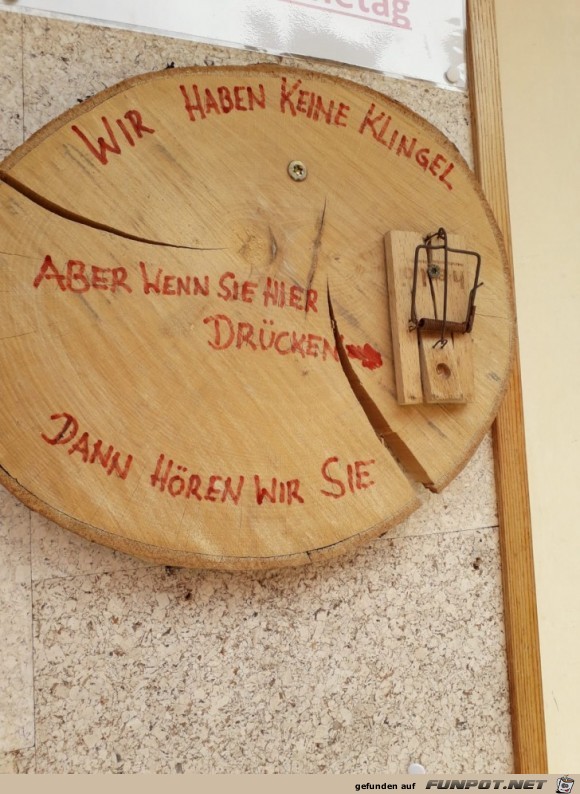 WIR HABEN KEINE KLINGEL
ABER WENN SIE HIER
DRÜCKEN
DANN HÖREN WIR SIE
gefunden auf FUNPOT.NET